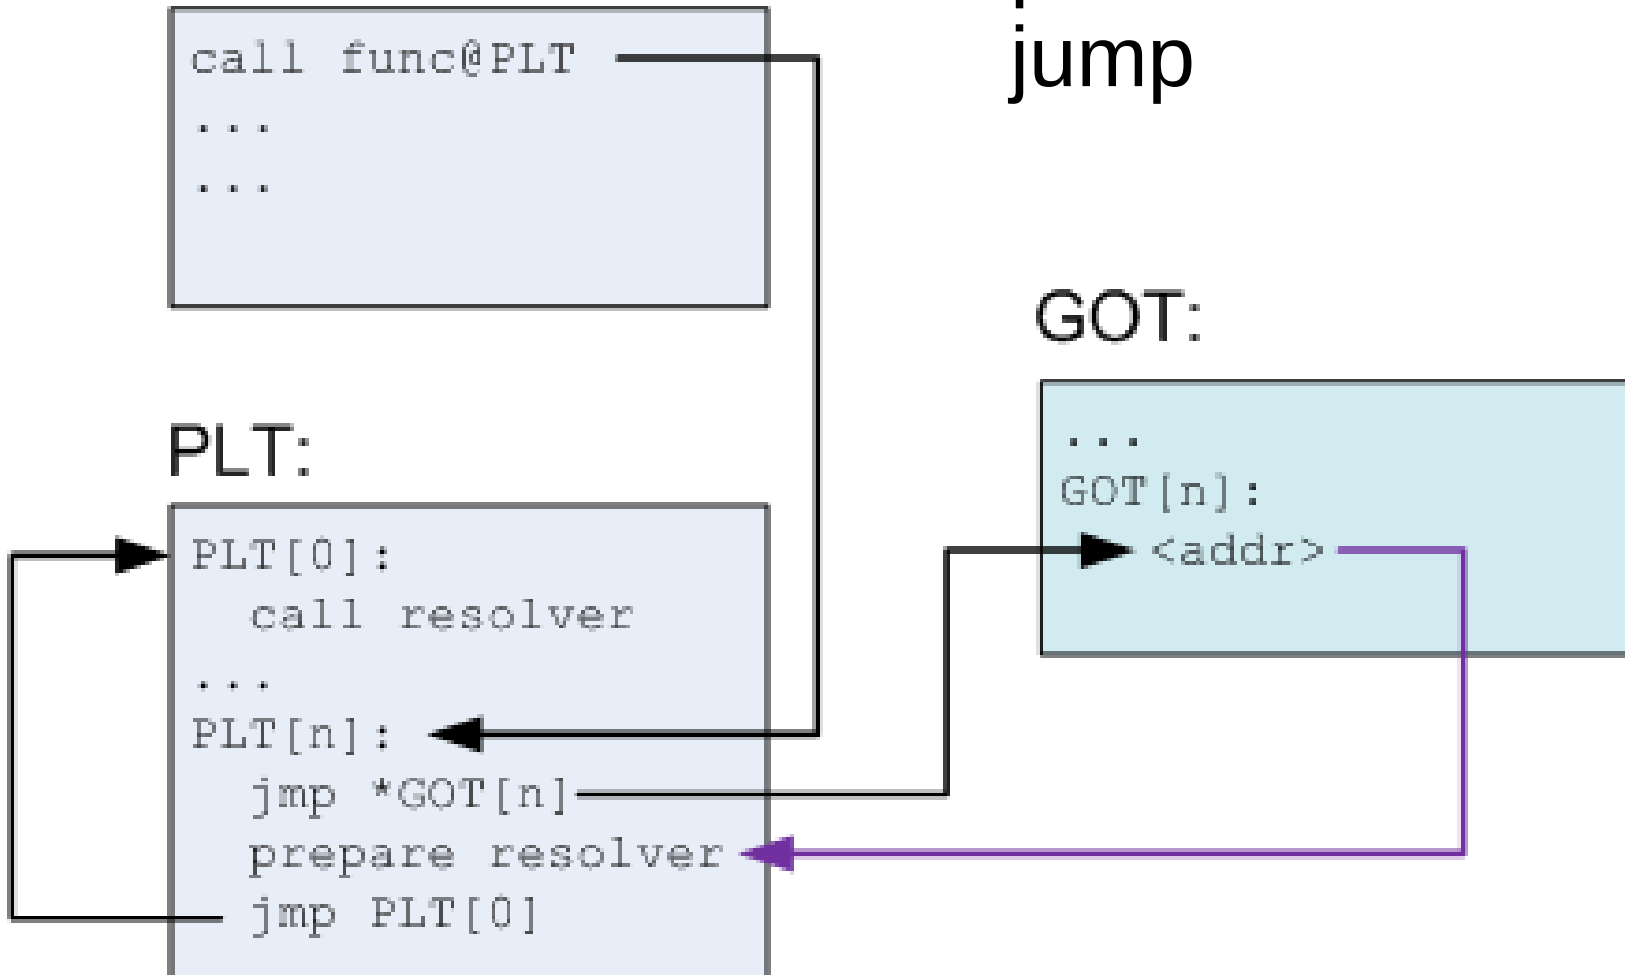 jump
call func@PLT
...
...
GOT:
...
GOT[n]:
<addr>
PLT:
PLT[0]:
call resolver
...
PLT[n]:
jmp *GOT[n]
prepare resolver
jmp PLT[0]